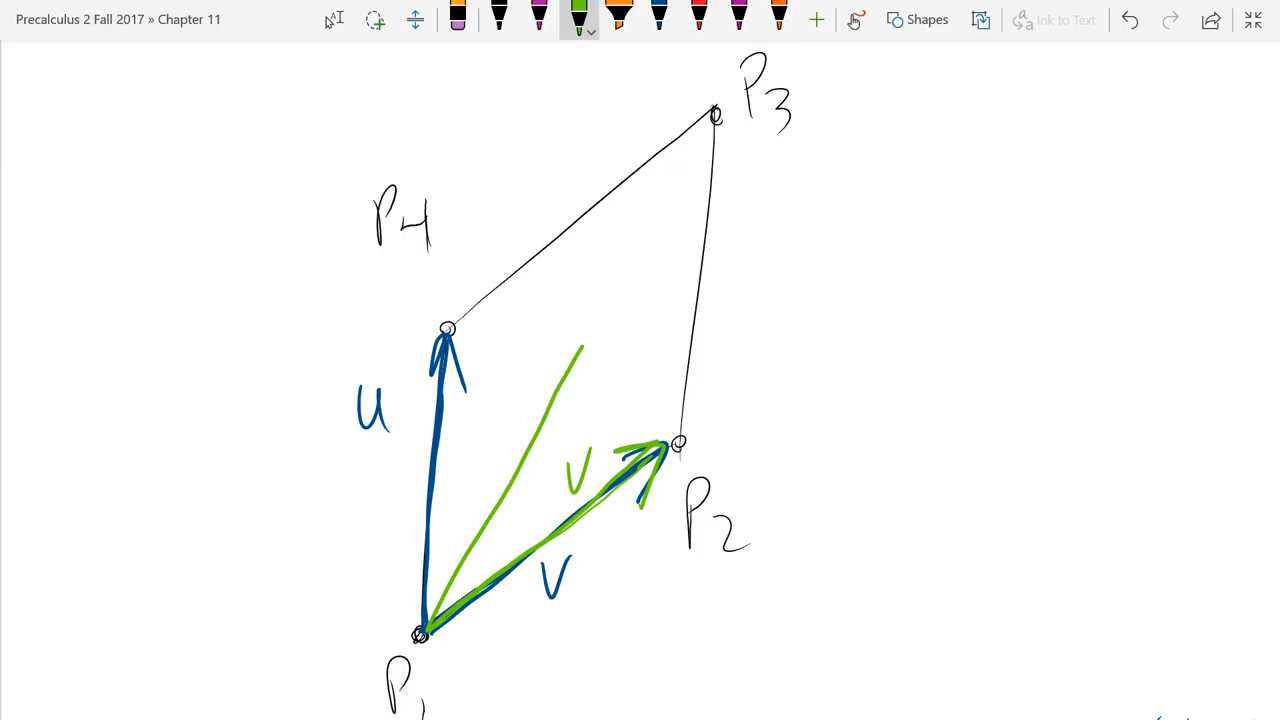 Precalculus 2 Fall 2017 » Chapter 11
Shapes
Ink to Text
P3
P4
u
v
P2
v
P1